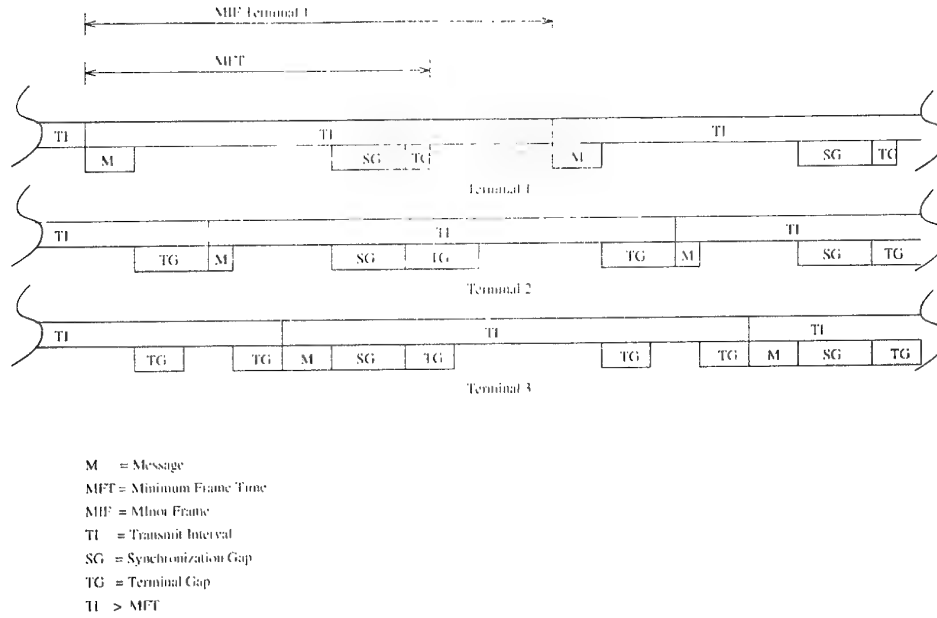 MIF Terminal 1
MFT
TI TI TI
M SG TG M SG TG
Terminal 1
TI TI TI
TG M SG TG TG M SG TG
Terminal 2
TI TI TI
TG TG M SG TG TG TG M SG TG
Terminal 3
M = Message
MFT = Minimum Frame Time
MIF = MInor Frame
TI = Transmit Interval
SG = Synchronization Gap
TG = Terminal Gap
TI > MFT